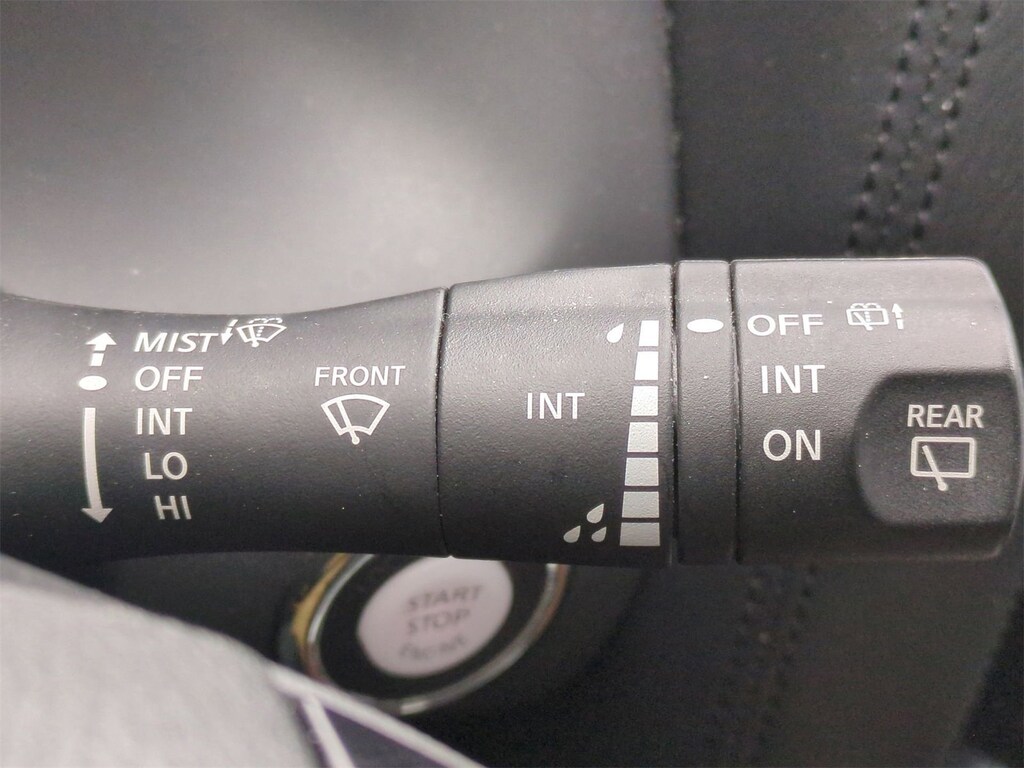 MIST
OFF
INT
LO
HI
FRONT
INT
OFF
INT
ON
REAR
START
STOP